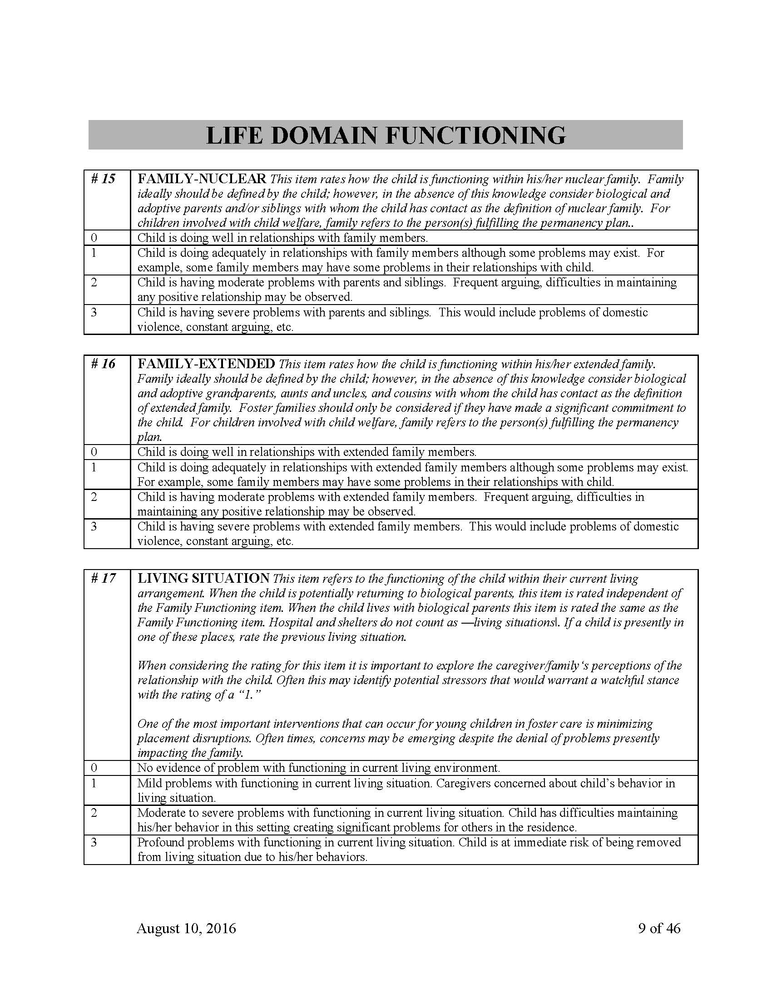 LIFE DOMAIN FUNCTIONING
# 15 FAMILY-NUCLEAR This item rates how the child is functioning within his/her nuclear family. Family
ideally should be defined by the child; however, in the absence of this knowledge consider biological and
adoptive parents and/or siblings with whom the child has contact as the definition of nuclear family. For
children involved with child welfare, family refers to the person(s) fulfilling the permanency plan..
0 Child is doing well in relationships with family members.
1 Child is doing adequately in relationships with family members although some problems may exist. For
example, some family members may have some problems in their relationships with child.
2 Child is having moderate problems with parents and siblings. Frequent arguing, difficulties in maintaining
any positive relationship may be observed.
3 Child is having severe problems with parents and siblings. This would include problems of domestic
violence, constant arguing, etc.
# 16 FAMILY-EXTENDED This item rates how the child is functioning within his/her extended family.
Family ideally should be defined by the child; however, in the absence of this knowledge consider biological
and adoptive grandparents, aunts and uncles, and cousins with whom the child has contact as the definition
of extended family. Foster families should only be considered if they have made a significant commitment to
the child. For children involved with child welfare, family refers to the person(s) fulfilling the permanency
plan.
0 Child is doing well in relationships with extended family members.
1 Child is doing adequately in relationships with extended family members although some problems may exist.
For example, some family members may have some problems in their relationships with child.
2 Child is having moderate problems with extended family members. Frequent arguing, difficulties in
maintaining any positive relationship may be observed.
3 Child is having severe problems with extended family members. This would include problems of domestic
violence, constant arguing, etc.
# 17 LIVING SITUATION This item refers to the functioning of the child within their current living
arrangement. When the child is potentially returning to biological parents, this item is rated independent of
the Family Functioning item. When the child lives with biological parents this item is rated the same as the
Family Functioning item. Hospital and shelters do not count as ―living situations‖. If a child is presently in
one of these places, rate the previous living situation.
When considering the rating for this item it is important to explore the caregiver/family‘s perceptions of the
relationship with the child. Often this may identify potential stressors that would warrant a watchful stance
with the rating of a “1.”
One of the most important interventions that can occur for young children in foster care is minimizing
placement disruptions. Often times, concerns may be emerging despite the denial of problems presently
impacting the family.
0 No evidence of problem with functioning in current living environment.
1 Mild problems with functioning in current living situation. Caregivers concerned about child’s behavior in
living situation.
2 Moderate to severe problems with functioning in current living situation. Child has difficulties maintaining
his/her behavior in this setting creating significant problems for others in the residence.
3 Profound problems with functioning in current living situation. Child is at immediate risk of being removed
from living situation due to his/her behaviors.
August 10, 2016 9 of 46